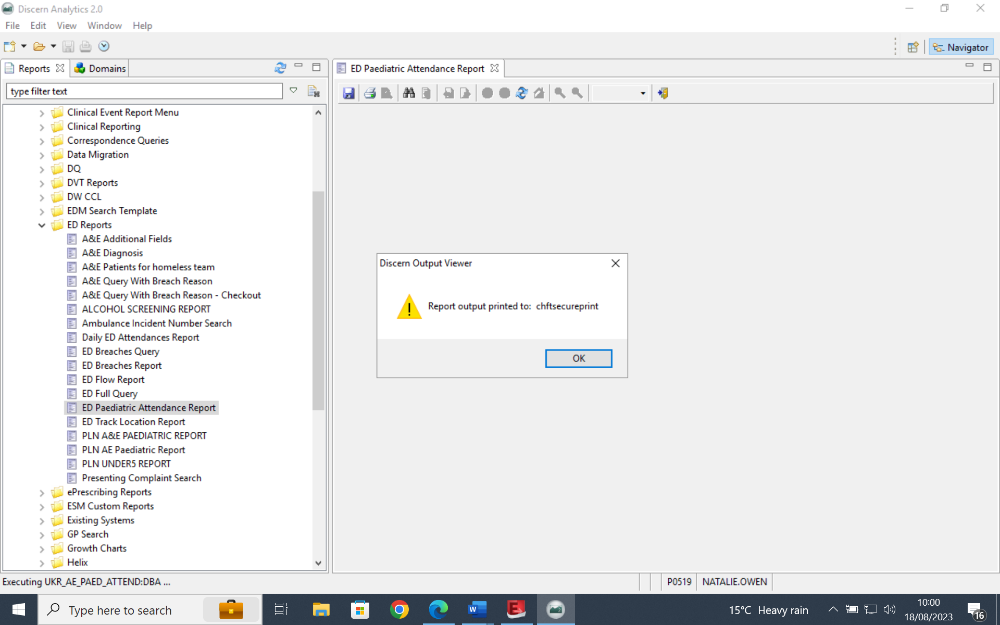 Discern Analytics 2.0
File Edit View Window Help
Navigator
Reports Domains
type filter text
Clinical Event Report Menu
Clinical Reporting
Correspondence Queries
Data Migration
DQ
DVT Reports
DW CCL
EDM Search Template
ED Reports
A&E Additional Fields
A&E Diagnosis
A&E Patients for homeless team
A&E Query With Breach Reason
A&E Query With Breach Reason - Checkout
ALCOHOL SCREENING REPORT
Ambulance Incident Number Search
Daily ED Attendances Report
ED Breaches Query
ED Breaches Report
ED Flow Report
ED Full Query
ED Paediatric Attendance Report
ED Track Location Report
PLN A&E PAEDIATRIC REPORT
PLN AE Paediatric Report
PLN UNDER5 REPORT
Presenting Complaint Search
ePrescribing Reports
ESM Custom Reports
Existing Systems
GP Search
Growth Charts
Helix
ED Paediatric Attendance Report
Discern Output Viewer
Report output printed to: chftsecureprint
OK
Executing UKR_AE_PAED_ATTEND:DBA ...
P0519 NATALIE.OWEN
Type here to search
15°C Heavy rain
10:00
18/08/2023
16